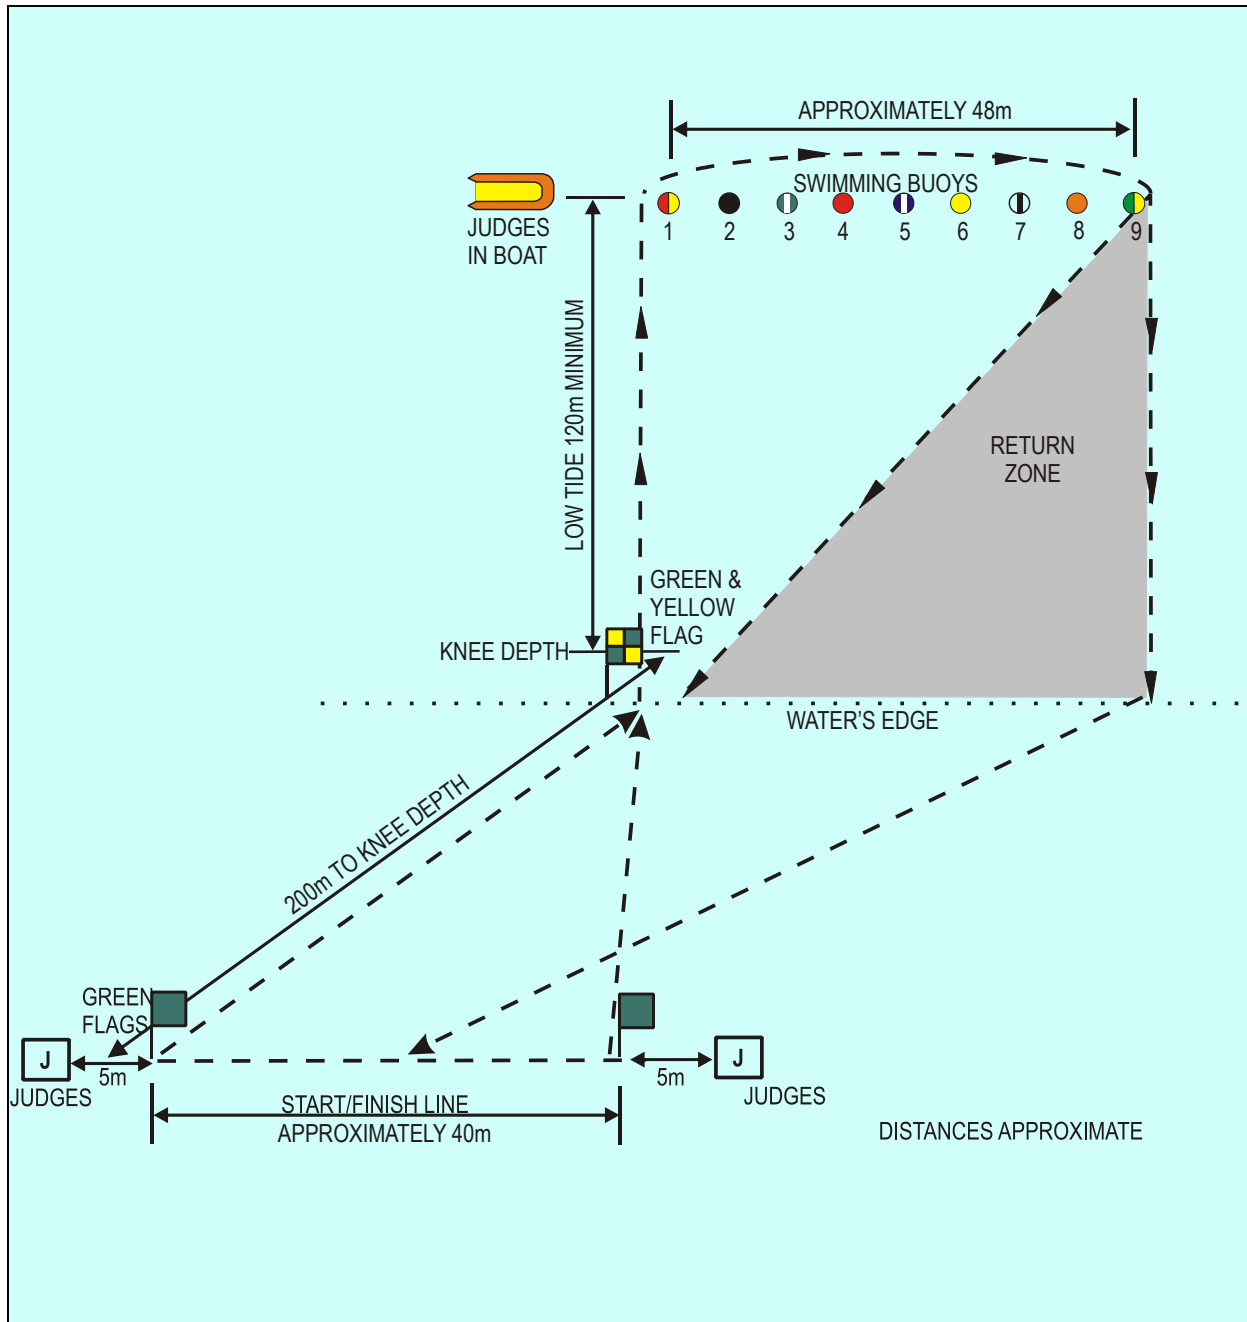 APPROXIMATELY 48m
SWIMMING BUOYS
1 2 3 4 5 6 7 8 9
JUDGES
IN BOAT
LOW TIDE 120m MINIMUM
RETURN
ZONE
GREEN &
YELLOW
FLAG
KNEE DEPTH
WATER'S EDGE
200m TO KNEE DEPTH
GREEN
FLAGS
J
5m
JUDGES
J
5m
JUDGES
START/FINISH LINE
APPROXIMATELY 40m
DISTANCES APPROXIMATE